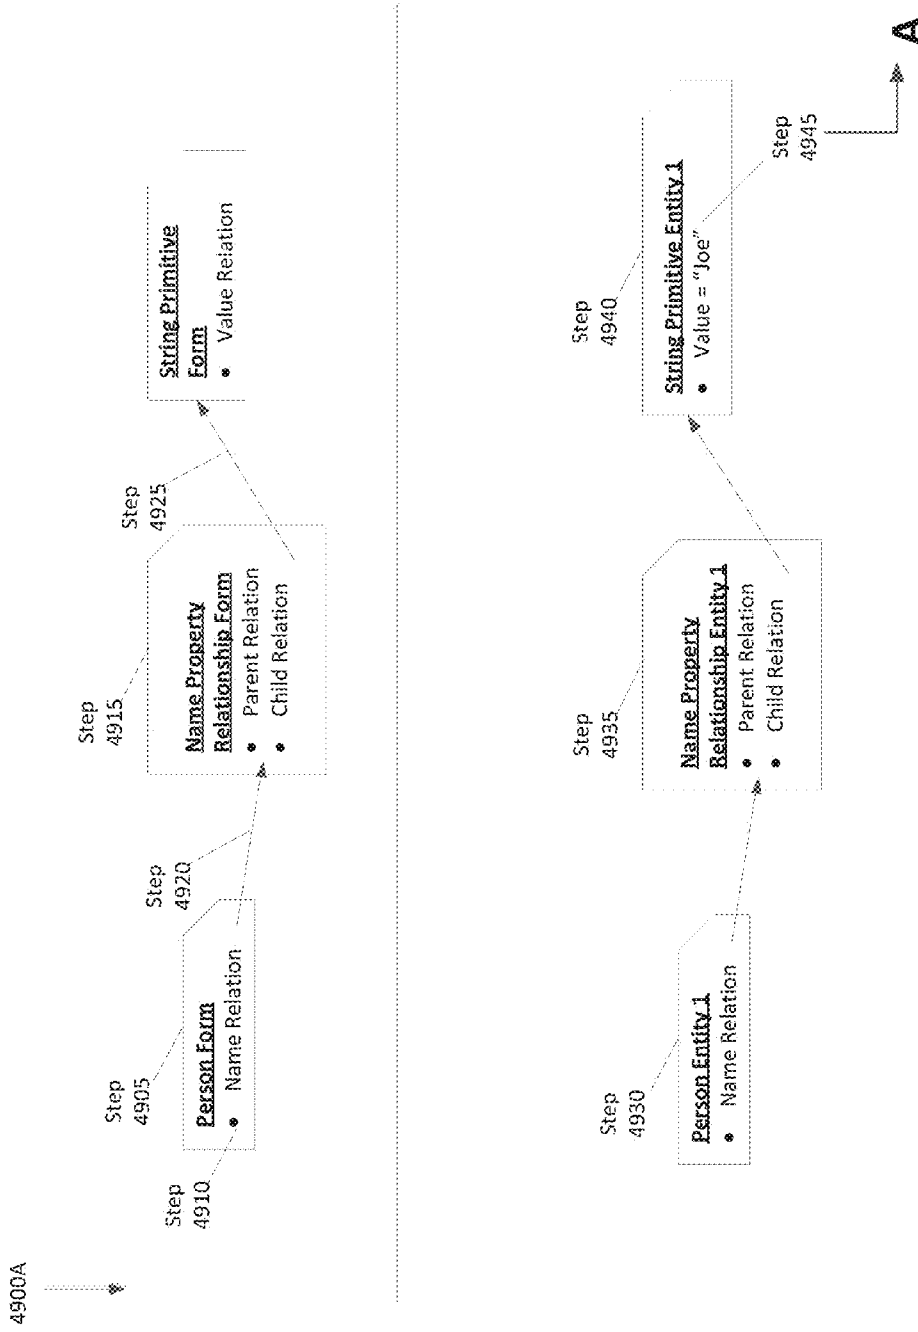 4900A
Step
4910
Step
4905
Person Form
• Name Relation
Step
4920
Step
4915
Name Property
Relationship Form
• Parent Relation
• Child Relation
Step
4925
String Primitive
Form
• Value Relation
Step
4930
Person Entity 1
• Name Relation
Step
4935
Name Property
Relationship Entity 1
• Parent Relation
• Child Relation
Step
4940
String Primitive Entity 1
• Value = "Joe"
Step
4945
A